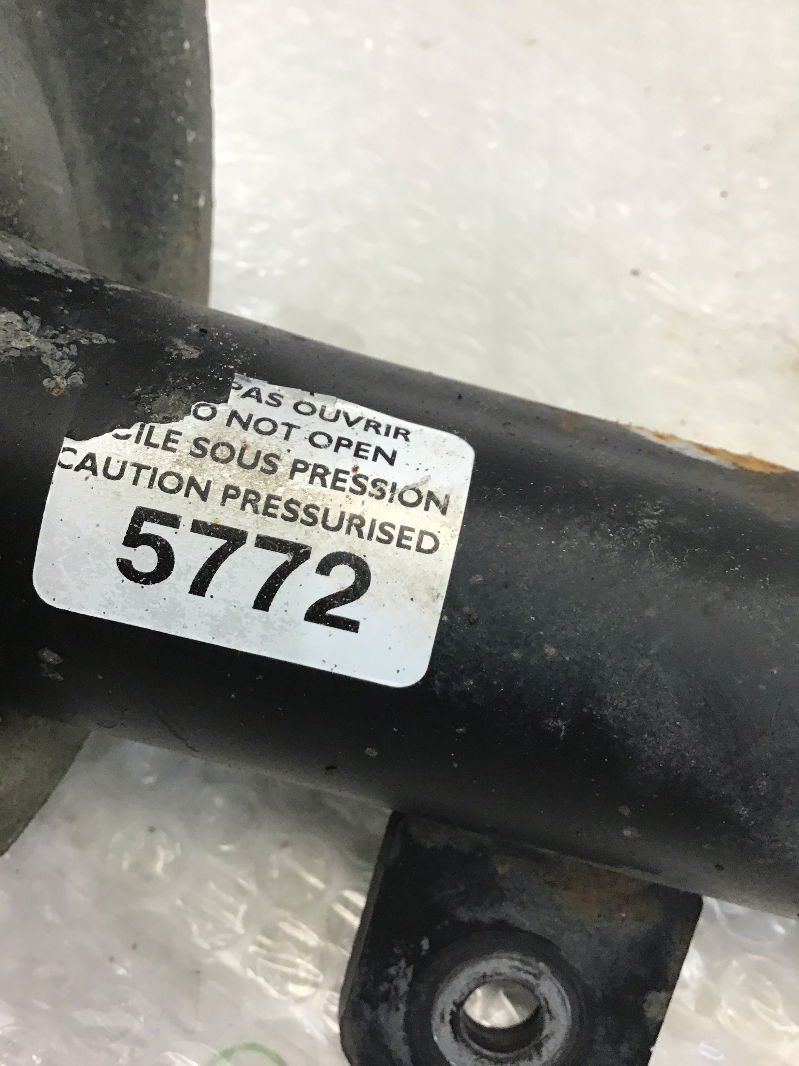 PAS OUVRIR
NOT OPEN
SOUS PRESSION
CAUTION PRESSURISED
5772